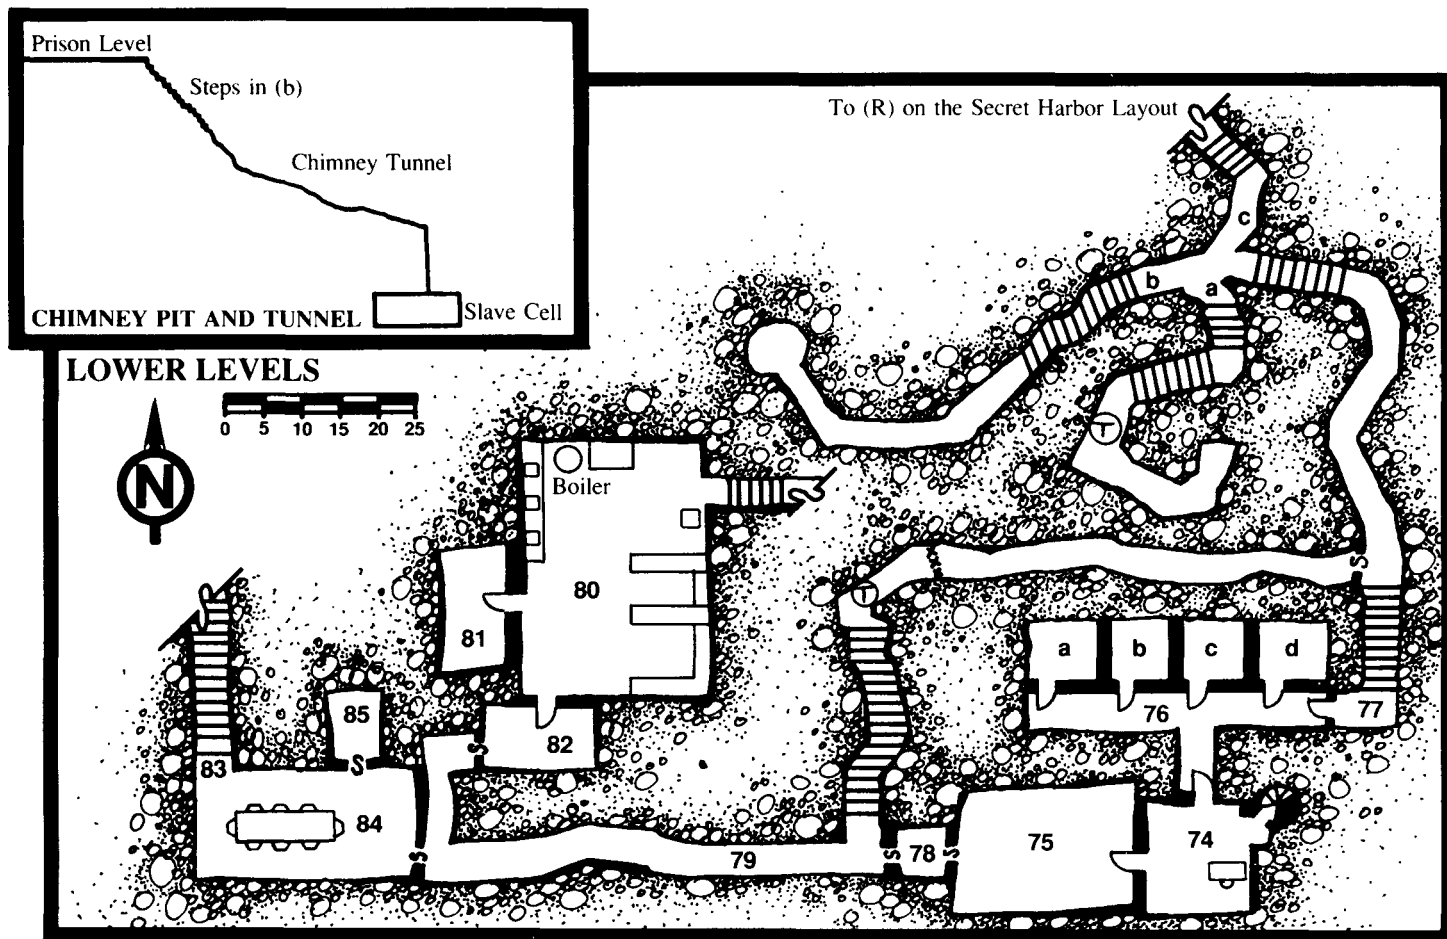 Prison Level
Steps in (b)
Chimney Tunnel
CHIMNEY PIT AND TUNNEL
Slave Cell
To (R) on the Secret Harbor Layout
LOWER LEVELS
0 5 10 15 20 25
N
c
b
a
T
Boiler
S
80
T
81
a
b
c
d
85
76
77
82
S
83
S
84
74
75
78
79
S
S
S